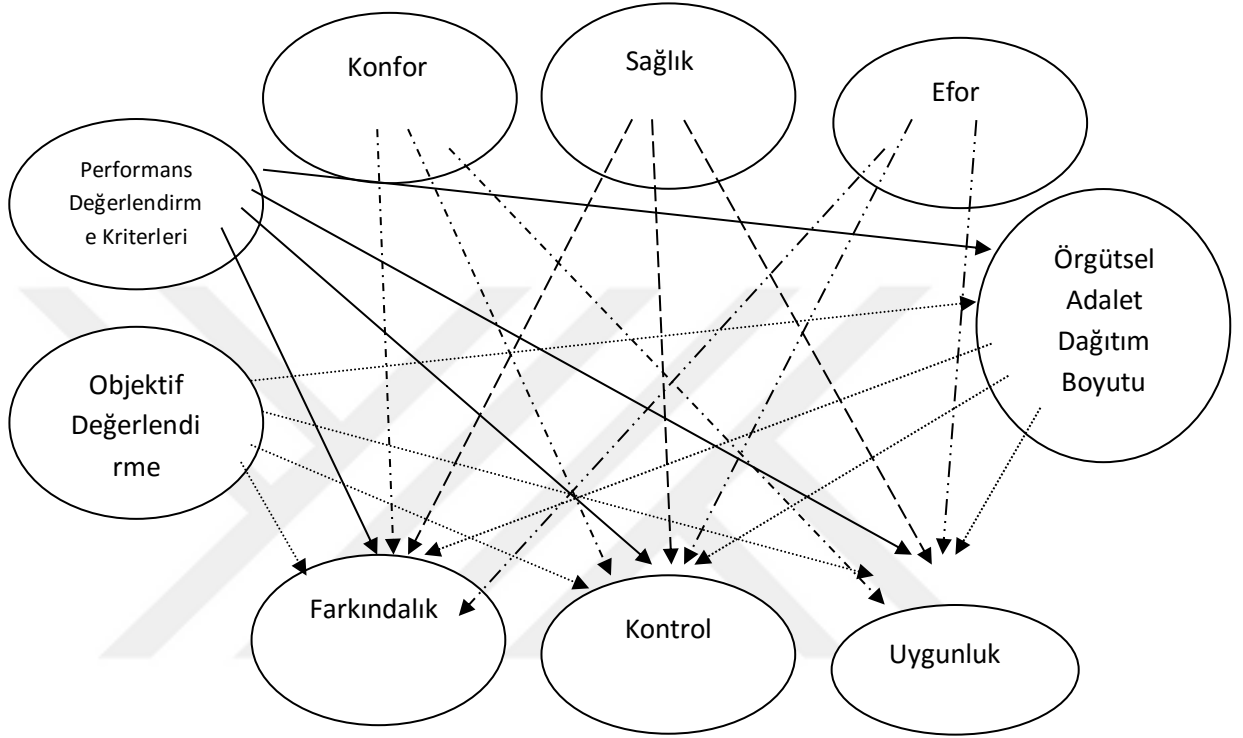 Konfor
Sağlık
Efor
Performans
Değerlendirm
e Kriterleri
Örgütsel
Adalet
Dağıtım
Boyutu
Objektif
Değerlendi
rme
Farkındalık
Kontrol
Uygunluk